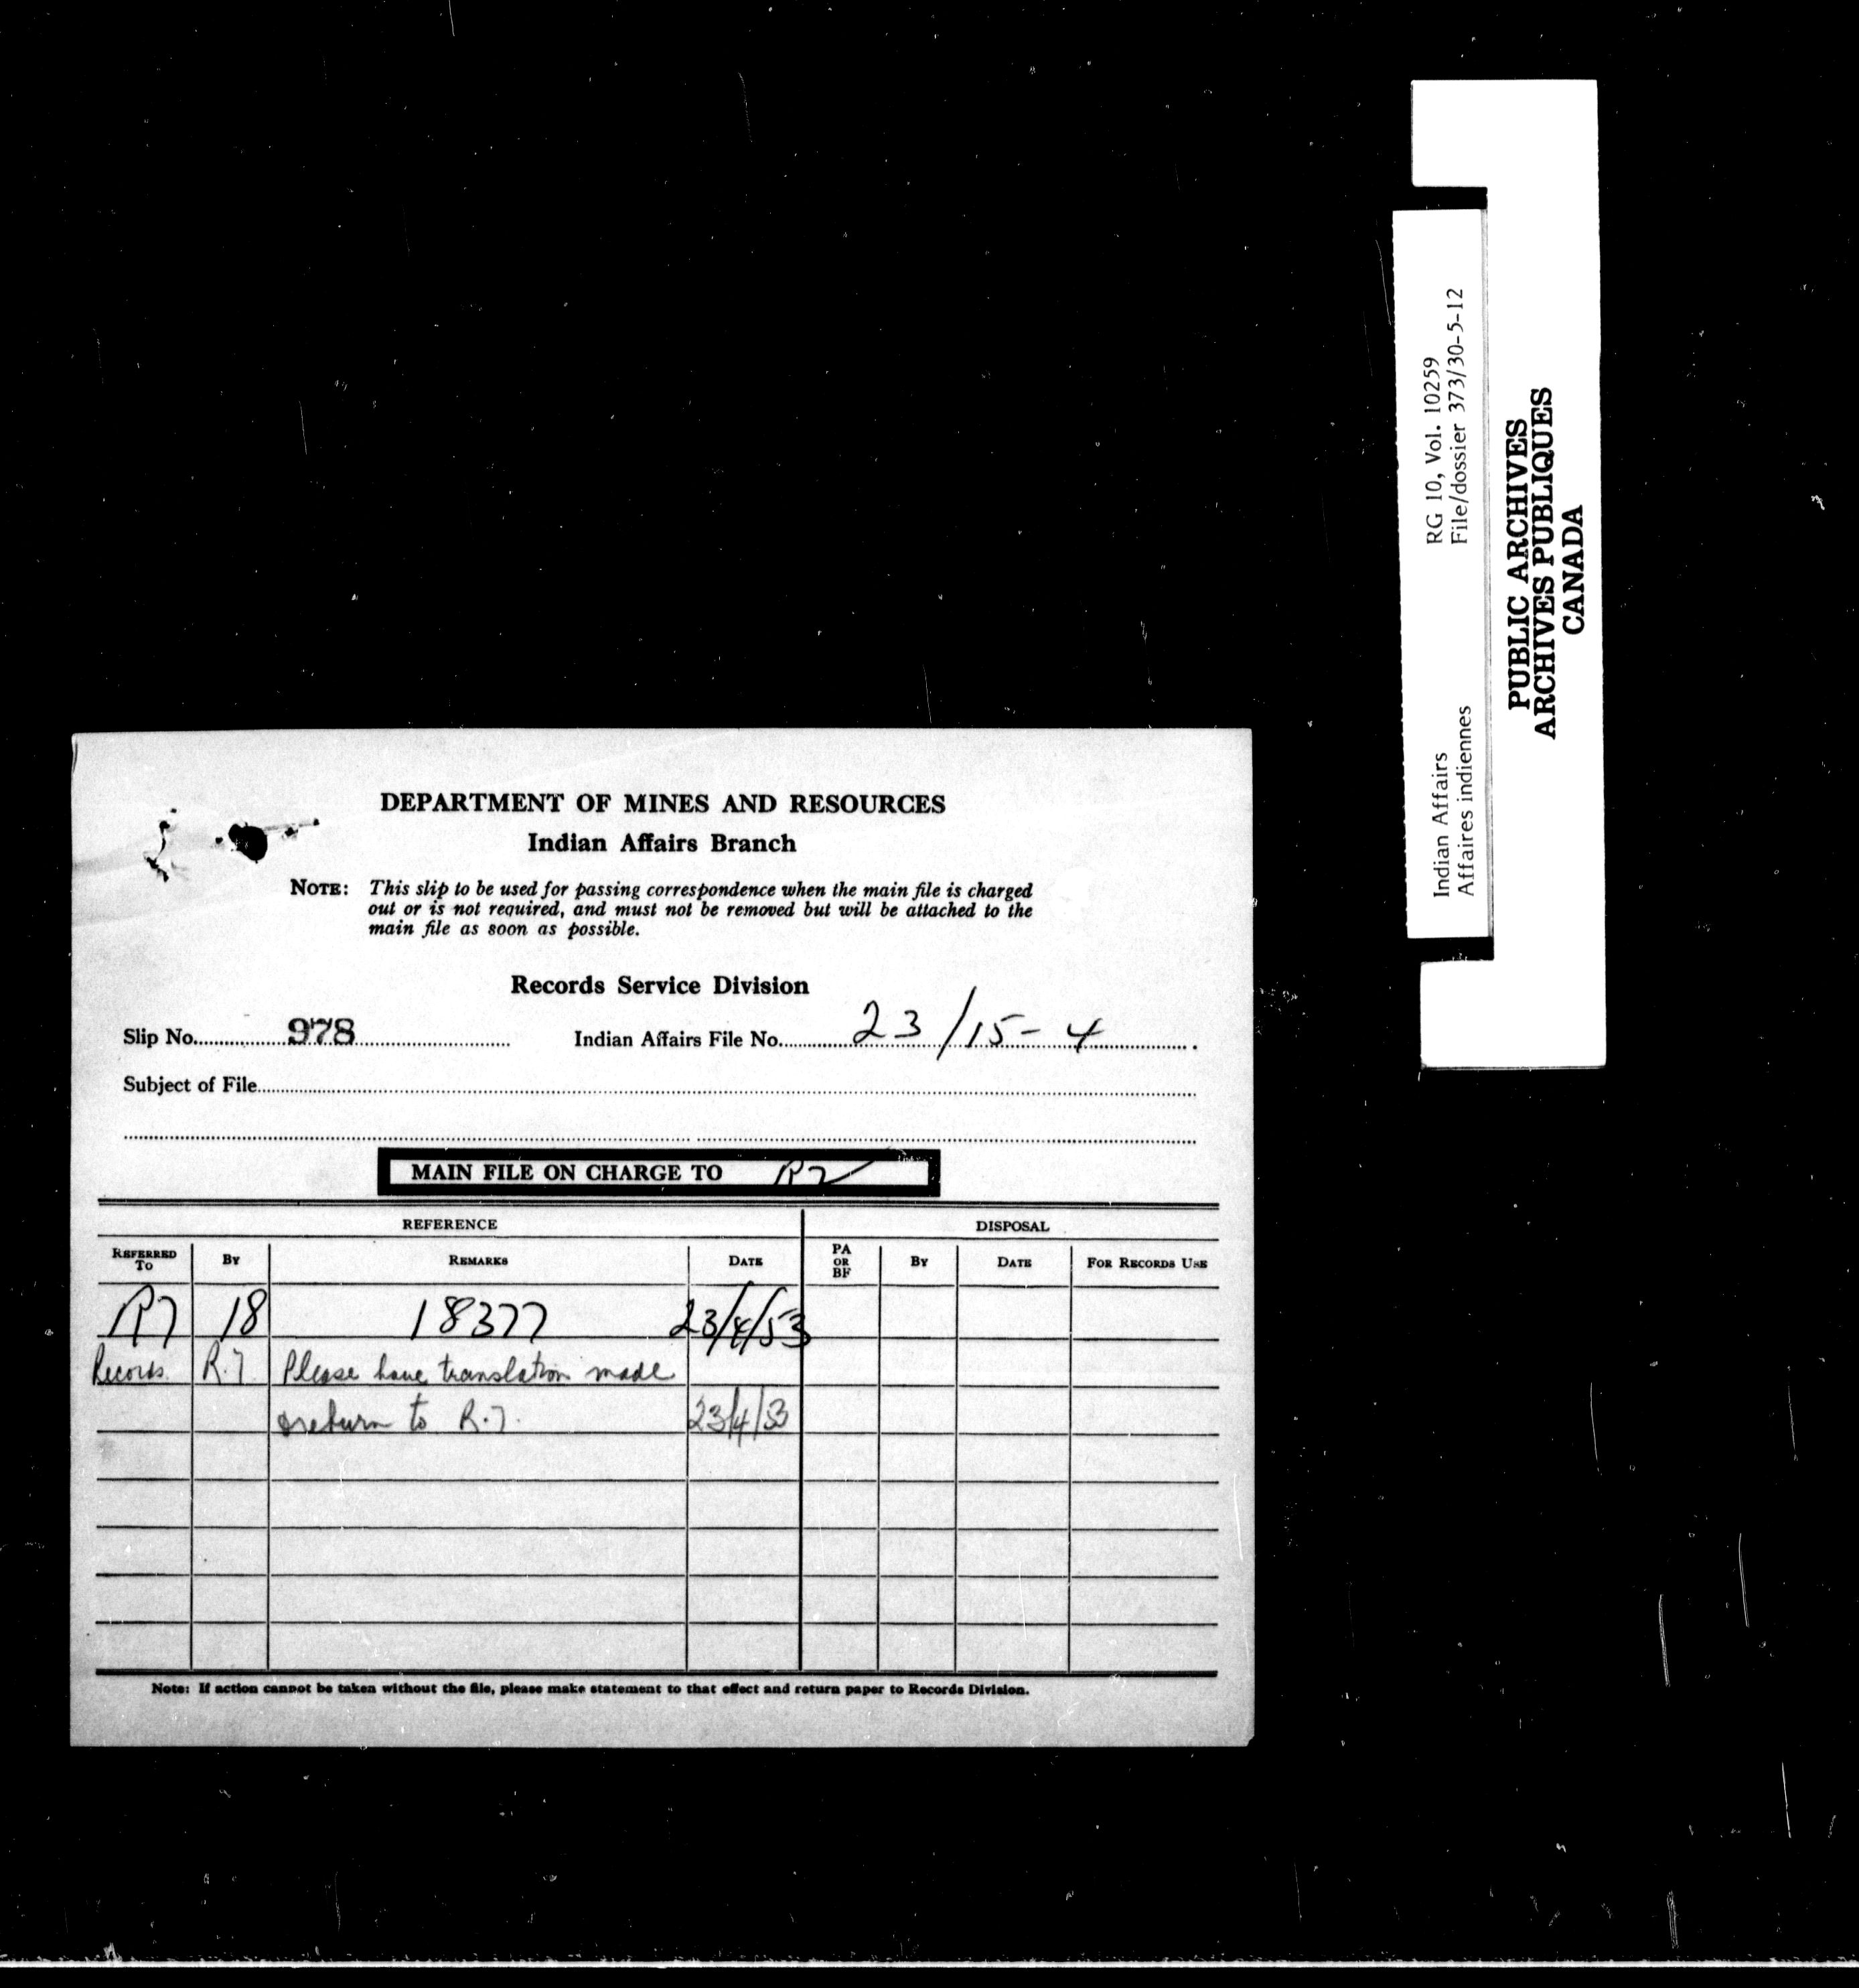 DEPARTMENT OF MINES AND RESOURCES
Indian Affairs Branch
NOTE: This slip to be used for passing correspondence when the main file is charged
out or is not required, and must not be removed but will be attached to the
main file as soon as possible.
Records Service Division
Slip No. 978 Indian Affairs File No. 23/15-4
Subject of File
MAIN FILE ON CHARGE TO R7
REFERENCE DISPOSAL
REFERRED TO BY REMARKS DATE PA OR BF BY DATE FOR RECORDS USE
R7 18 18377 23/4/53
Records. R.7. Please have translation made
& return to R.7. 23/4/53
Note: If action cannot be taken without the file, please make statement to that effect and return paper to Records Division.
Indian Affairs RG 10, Vol. 10259
Affaires indiennes File/dossier 373/30-5-12
PUBLIC ARCHIVES
ARCHIVES PUBLIQUES
CANADA